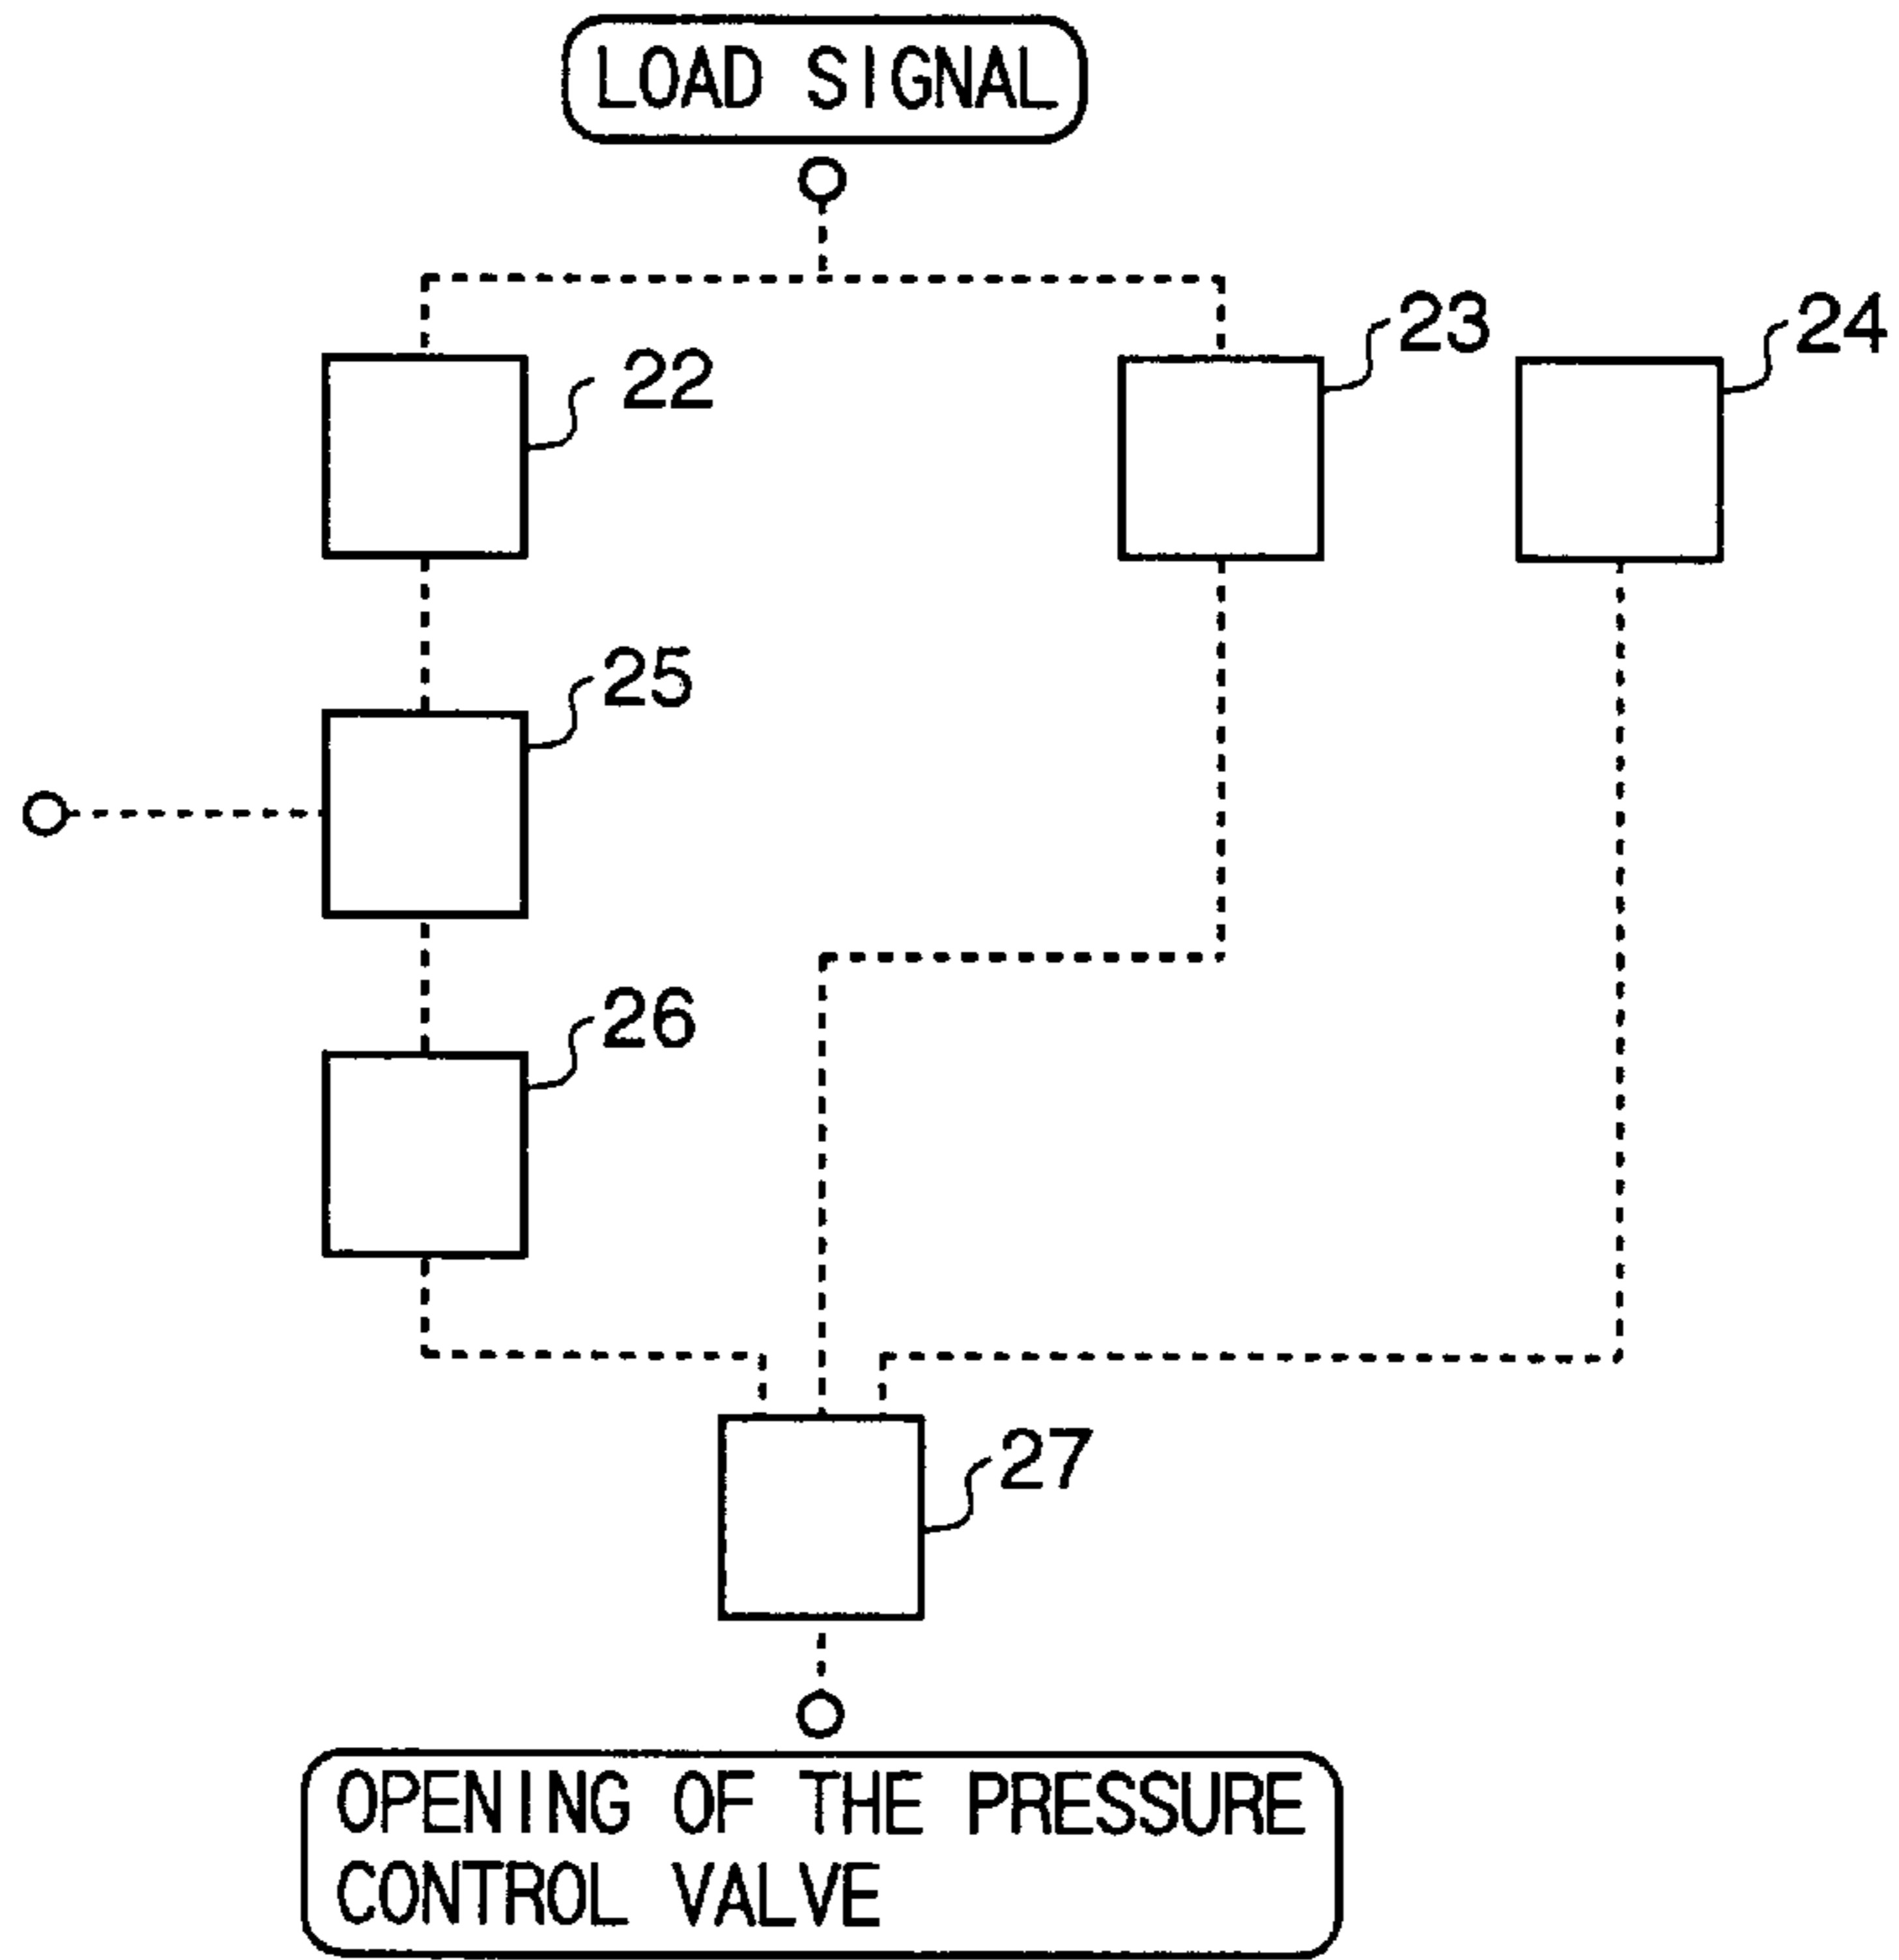 LOAD SIGNAL
23
24
22
25
26
27
OPENING OF THE PRESSURE
CONTROL VALVE